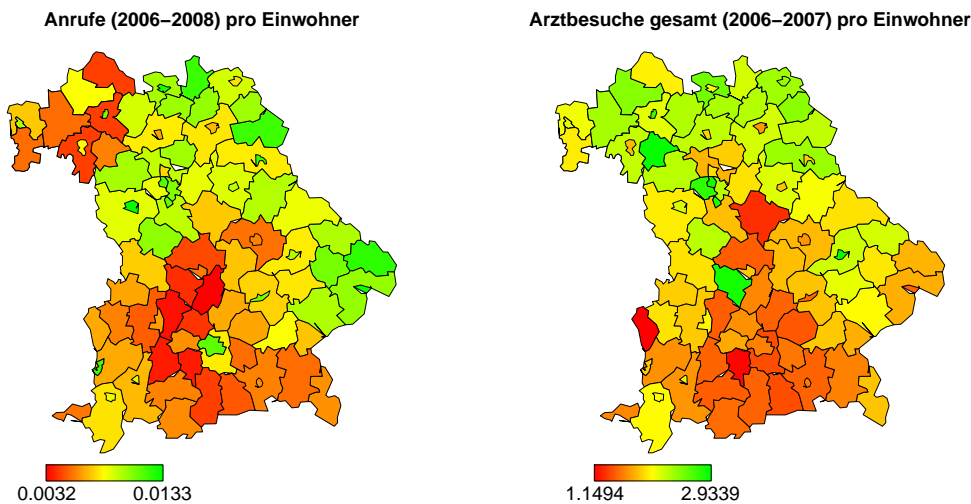 Anrufe (2006−2008) pro Einwohner
Arztbesuche gesamt (2006−2007) pro Einwohner
0.0032 0.0133
1.1494 2.9339